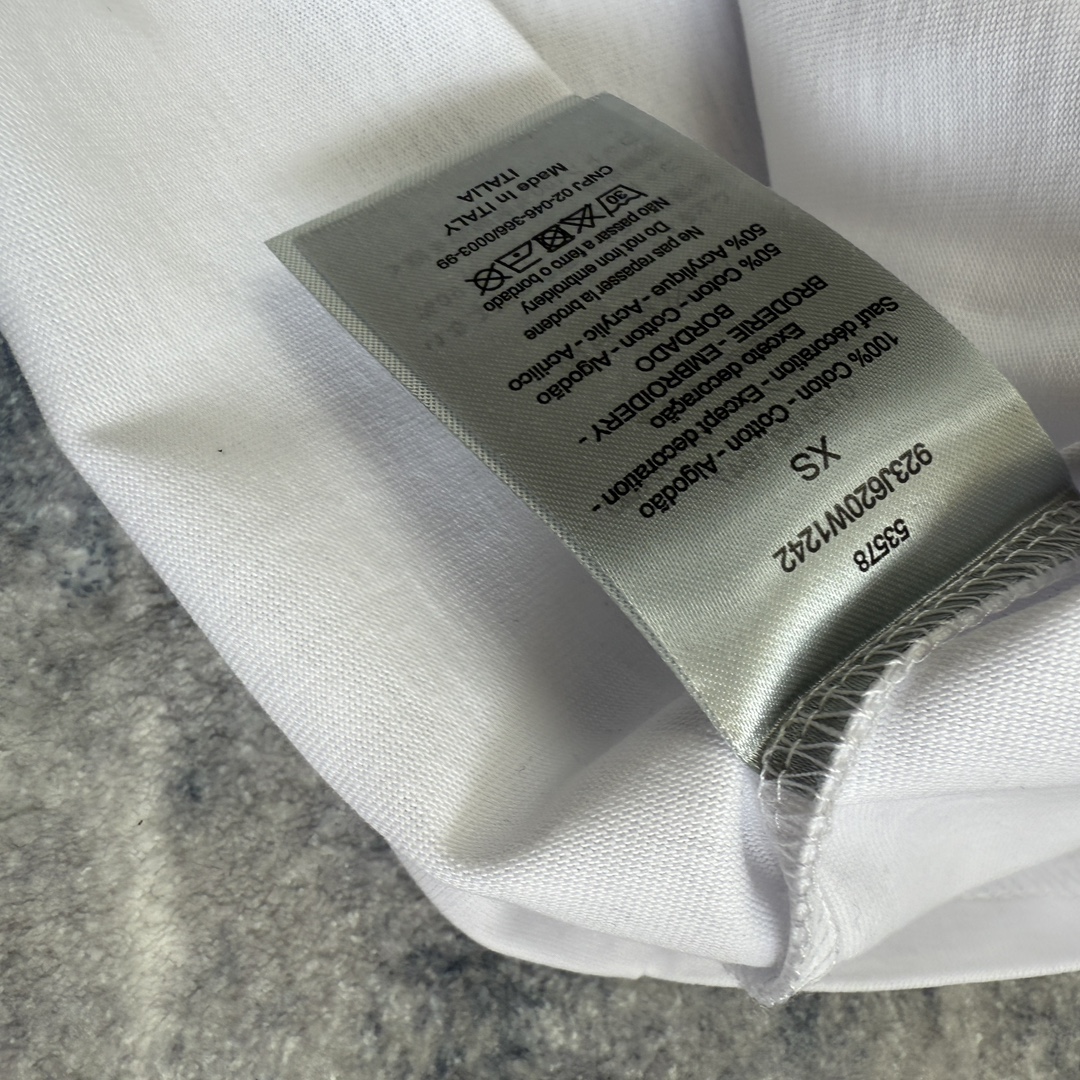 53578
923J620W1242
XS
100% Coton - Cotton - Algodão
Sauf décoration - Except decoration -
Exceto decoração
BRODERIE - EMBROIDERY -
BORDADO
50% Coton - Cotton - Algodão
50% Acrylique - Acrylic - Acrílico
Ne pas repasser la broderie
Do not iron embroidery
Não passar a ferro o bordado
30
CNPJ 02-046-366/0003-99
Made in ITALY
ITALIA